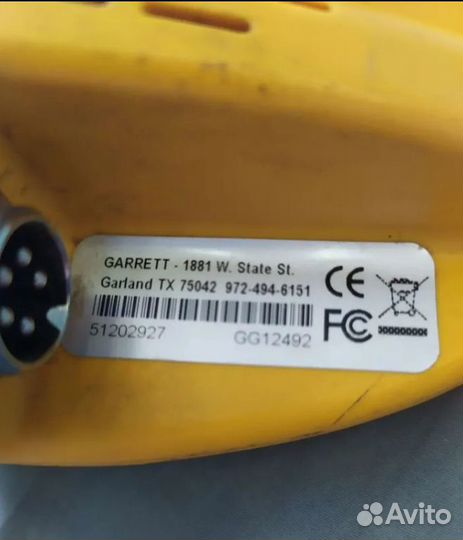 GARRETT - 1881 W. State St.
Garland TX 75042 972-494-6151
51202927 GG12492
CE
FC
Avito